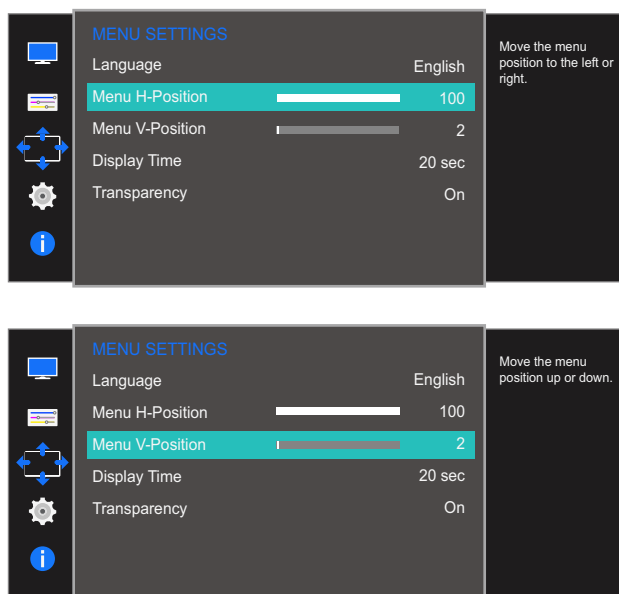 MENU SETTINGS
Language English
Menu H-Position 100
Menu V-Position 2
Display Time 20 sec
Transparency On
Move the menu
position to the left or
right.
MENU SETTINGS
Language English
Menu H-Position 100
Menu V-Position 2
Display Time 20 sec
Transparency On
Move the menu
position up or down.